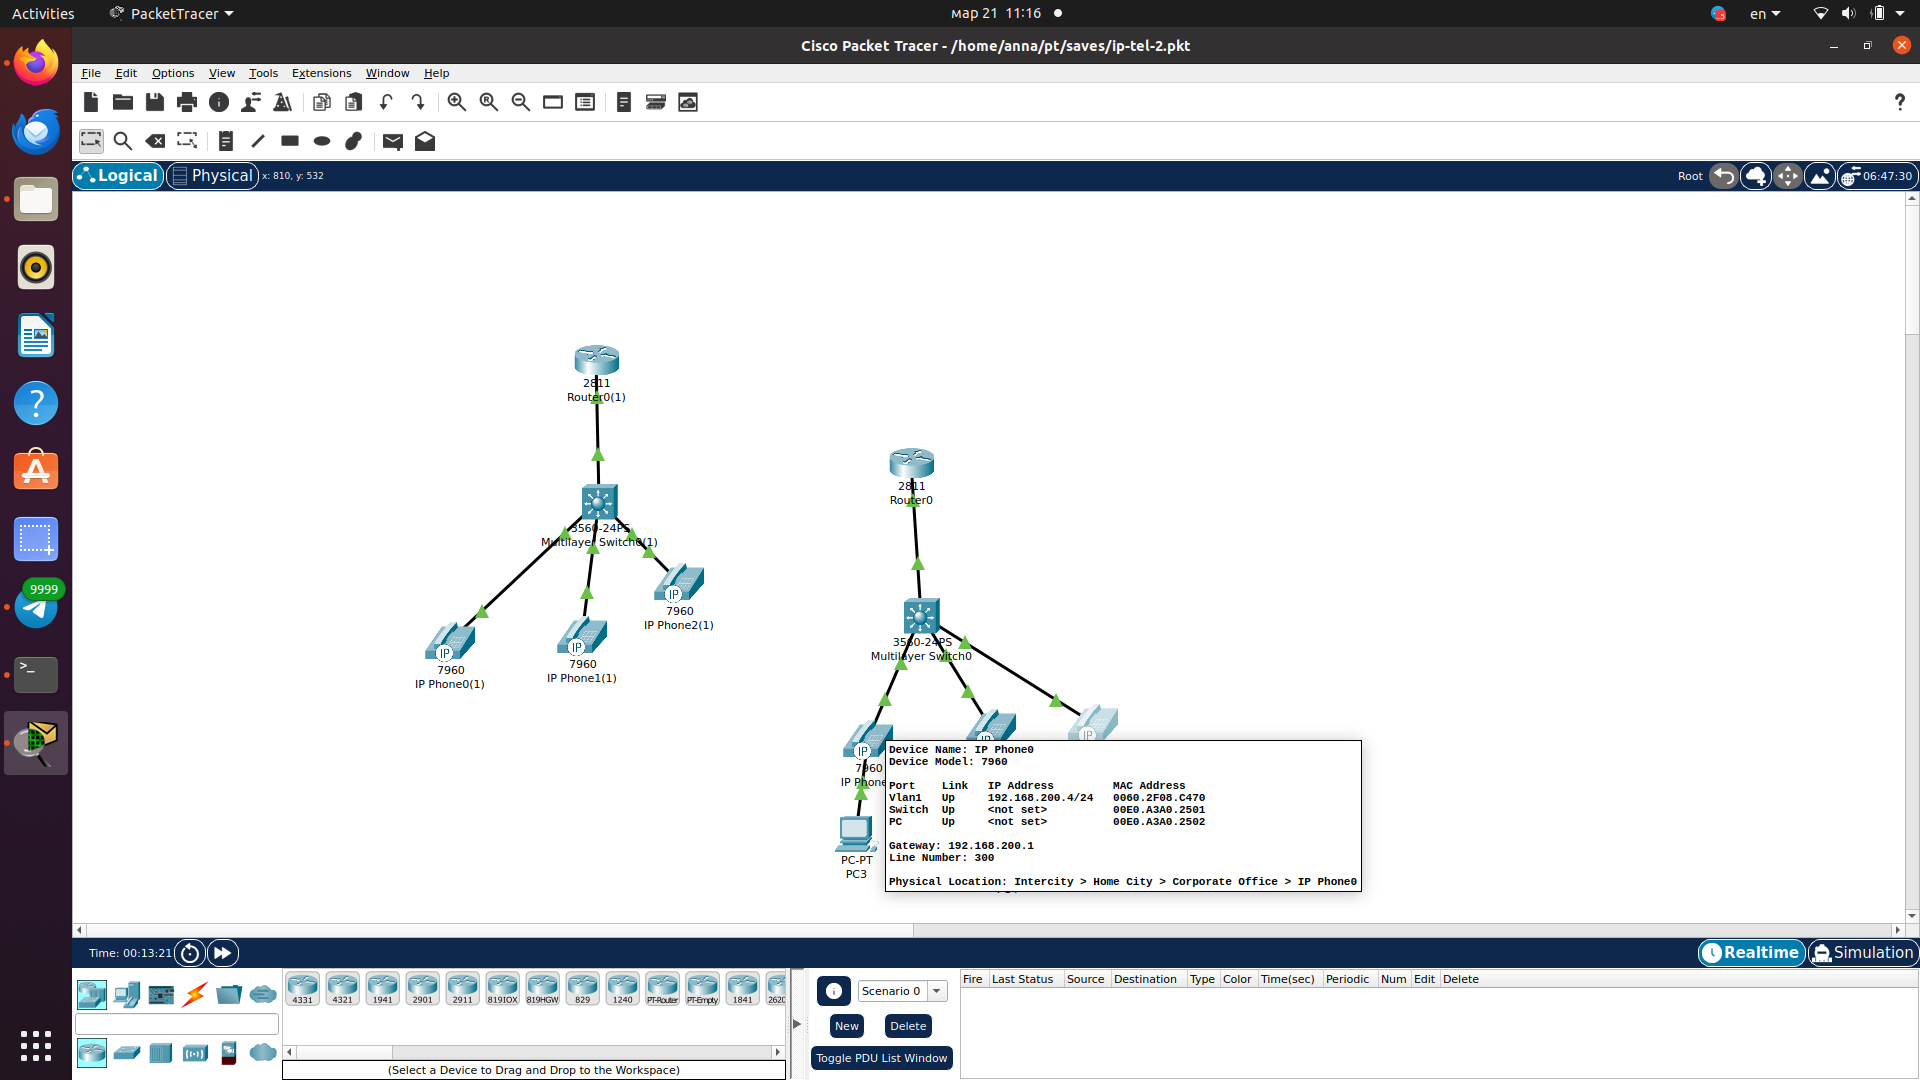 Activities
PacketTracer
мар 21 11:16
en
Cisco Packet Tracer - /home/anna/pt/saves/ip-tel-2.pkt
File Edit Options View Tools Extensions Window Help
?
Logical
Physical
x: 810, y: 532
Root
06:47:30
2811
Router0(1)
2811
Router0
3560-24PS
Multilayer Switch0(1)
IP
7960
IP Phone2(1)
IP
7960
IP Phone1(1)
IP
7960
IP Phone0(1)
3560-24PS
Multilayer Switch0
IP
7960
IP Phone
IP
IP
PC-PT
PC3
Device Name: IP Phone0
Device Model: 7960
Port Link IP Address MAC Address
Vlan1 Up 192.168.200.4/24 0060.2F08.C470
Switch Up <not set> 00E0.A3A0.2501
PC Up <not set> 00E0.A3A0.2502
Gateway: 192.168.200.1
Line Number: 300
Physical Location: Intercity > Home City > Corporate Office > IP Phone0
9999
Time: 00:13:21
Realtime
Simulation
4331 4321 1941 2901 2911 819IOX 819HGW 829 1240 PT-Router PT-Empty 1841 2620
(Select a Device to Drag and Drop to the Workspace)
Scenario 0
New
Delete
Toggle PDU List Window
Fire Last Status Source Destination Type Color Time(sec) Periodic Num Edit Delete